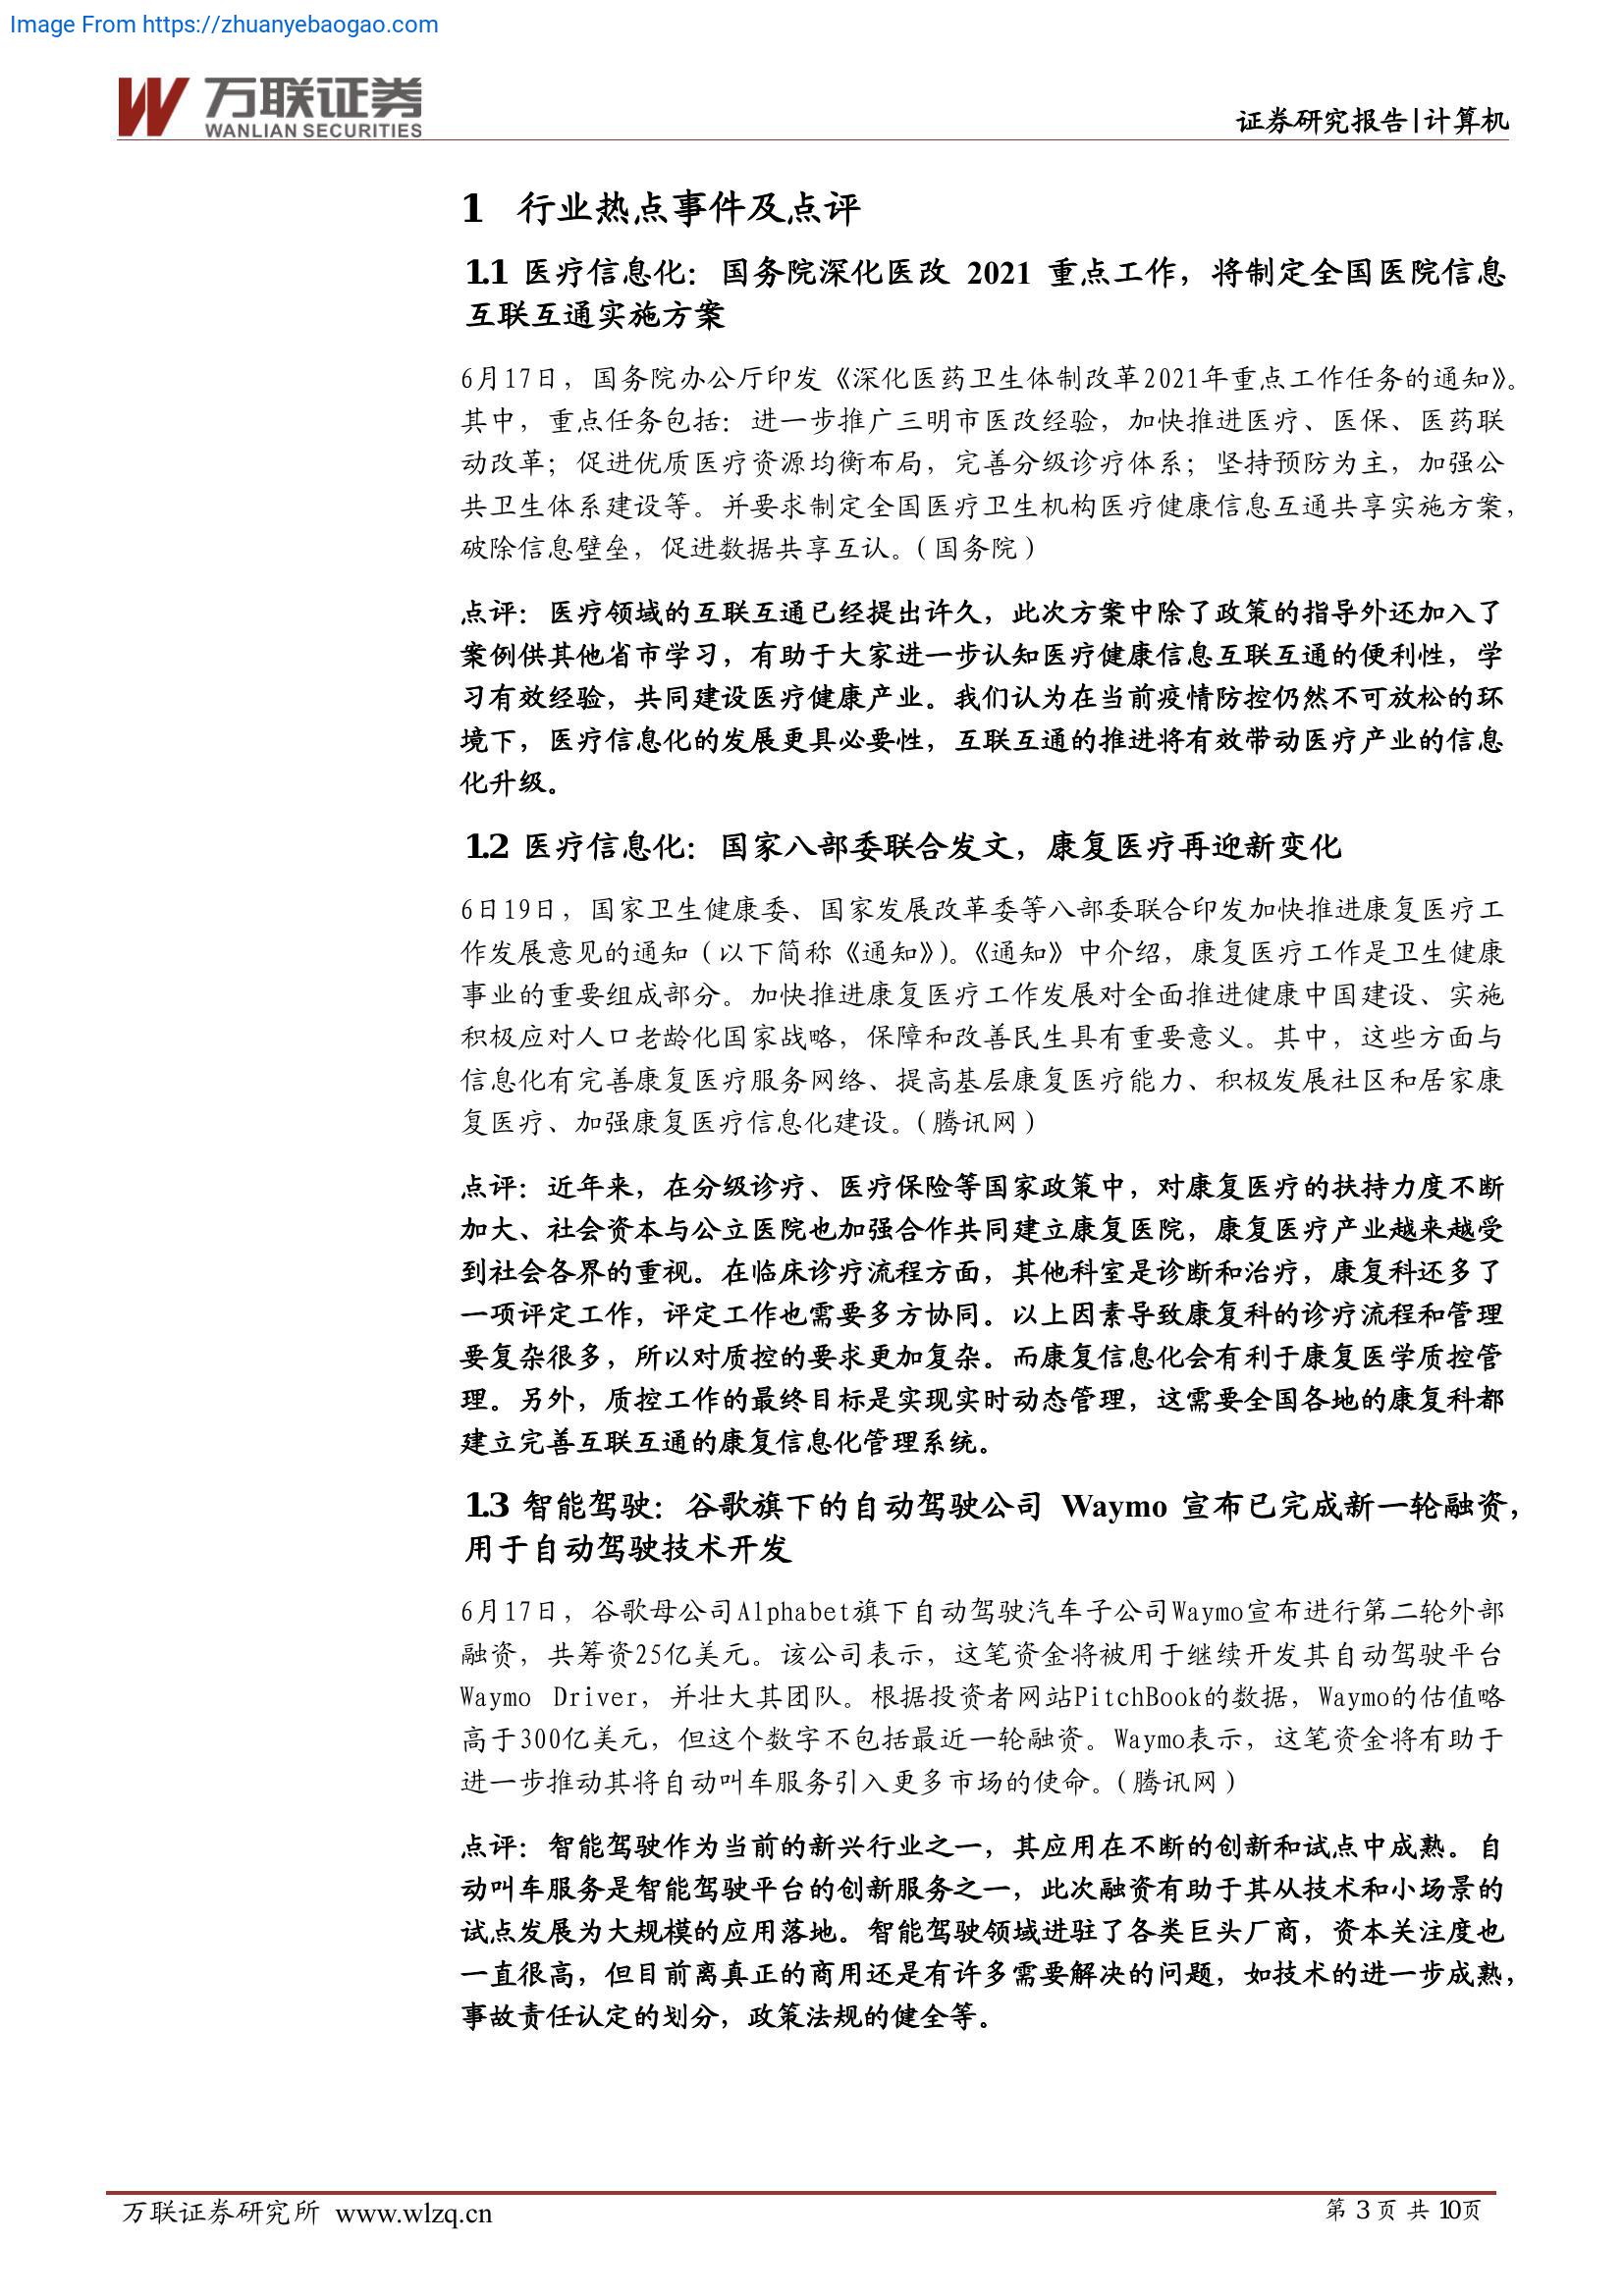 Image From https://zhuanyebaogao.com
万联证券
WANLIAN SECURITIES
证券研究报告|计算机
1 行业热点事件及点评
1.1 医疗信息化：国务院深化医改 2021 重点工作，将制定全国医院信息
互联互通实施方案
6月17日，国务院办公厅印发《深化医药卫生体制改革2021年重点工作任务的通知》。
其中，重点任务包括：进一步推广三明市医改经验，加快推进医疗、医保、医药联
动改革；促进优质医疗资源均衡布局，完善分级诊疗体系；坚持预防为主，加强公
共卫生体系建设等。并要求制定全国医疗卫生机构医疗健康信息互通共享实施方案，
破除信息壁垒，促进数据共享互认。（国务院）
点评：医疗领域的互联互通已经提出许久，此次方案中除了政策的指导外还加入了
案例供其他省市学习，有助于大家进一步认知医疗健康信息互联互通的便利性，学
习有效经验，共同建设医疗健康产业。我们认为在当前疫情防控仍然不可放松的环
境下，医疗信息化的发展更具必要性，互联互通的推进将有效带动医疗产业的信息
化升级。
1.2 医疗信息化：国家八部委联合发文，康复医疗再迎新变化
6日19日，国家卫生健康委、国家发展改革委等八部委联合印发加快推进康复医疗工
作发展意见的通知（以下简称《通知》）。《通知》中介绍，康复医疗工作是卫生健康
事业的重要组成部分。加快推进康复医疗工作发展对全面推进健康中国建设、实施
积极应对人口老龄化国家战略，保障和改善民生具有重要意义。其中，这些方面与
信息化有完善康复医疗服务网络、提高基层康复医疗能力、积极发展社区和居家康
复医疗、加强康复医疗信息化建设。（腾讯网）
点评：近年来，在分级诊疗、医疗保险等国家政策中，对康复医疗的扶持力度不断
加大、社会资本与公立医院也加强合作共同建立康复医院，康复医疗产业越来越受
到社会各界的重视。在临床诊疗流程方面，其他科室是诊断和治疗，康复科还多了
一项评定工作，评定工作也需要多方协同。以上因素导致康复科的诊疗流程和管理
要复杂很多，所以对质控的要求更加复杂。而康复信息化会有利于康复医学质控管
理。另外，质控工作的最终目标是实现实时动态管理，这需要全国各地的康复科都
建立完善互联互通的康复信息化管理系统。
1.3 智能驾驶：谷歌旗下的自动驾驶公司 Waymo 宣布已完成新一轮融资，
用于自动驾驶技术开发
6月17日，谷歌母公司Alphabet旗下自动驾驶汽车子公司Waymo宣布进行第二轮外部
融资，共筹资25亿美元。该公司表示，这笔资金将被用于继续开发其自动驾驶平台
Waymo Driver，并壮大其团队。根据投资者网站PitchBook的数据，Waymo的估值略
高于300亿美元，但这个数字不包括最近一轮融资。Waymo表示，这笔资金将有助于
进一步推动其将自动叫车服务引入更多市场的使命。（腾讯网）
点评：智能驾驶作为当前的新兴行业之一，其应用在不断的创新和试点中成熟。自
动叫车服务是智能驾驶平台的创新服务之一，此次融资有助于其从技术和小场景的
试点发展为大规模的应用落地。智能驾驶领域进驻了各类巨头厂商，资本关注度也
一直很高，但目前离真正的商用还是有许多需要解决的问题，如技术的进一步成熟，
事故责任认定的划分，政策法规的健全等。
万联证券研究所 www.wlzq.cn
第 3 页 共 10页